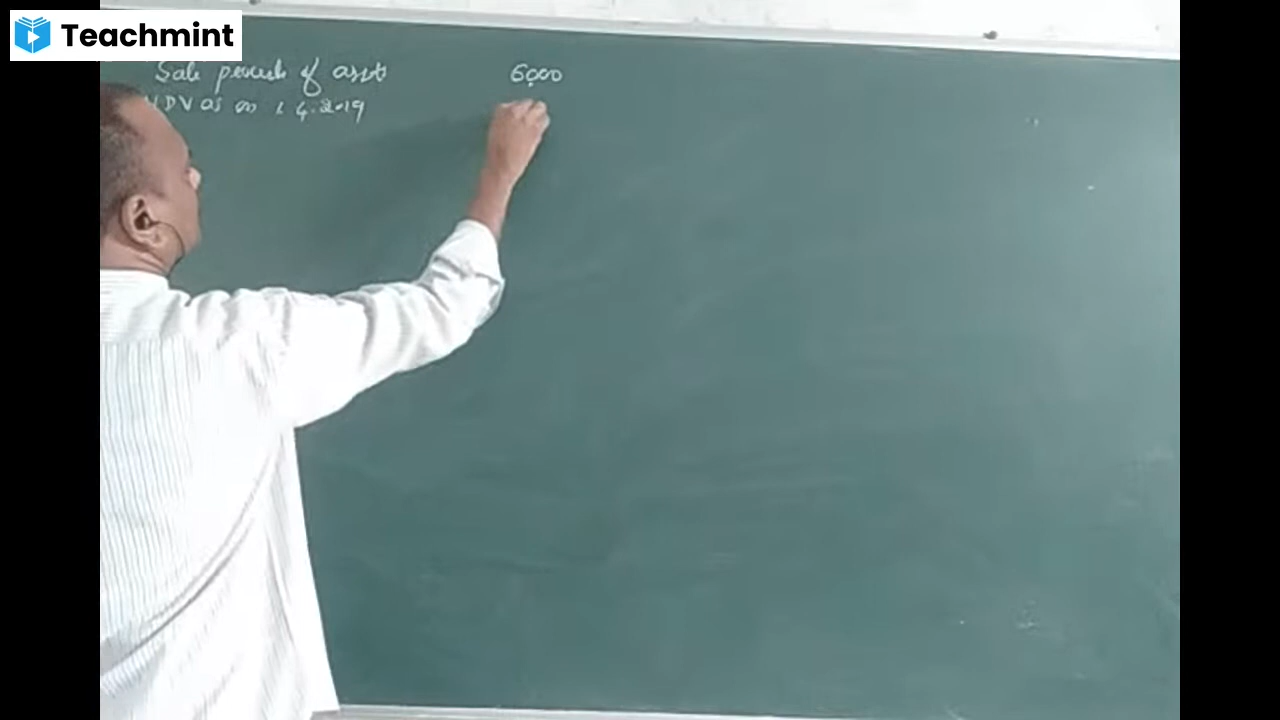 Teachmint
Sale proceeds of assets 6000
WDV as on 1.4.2019